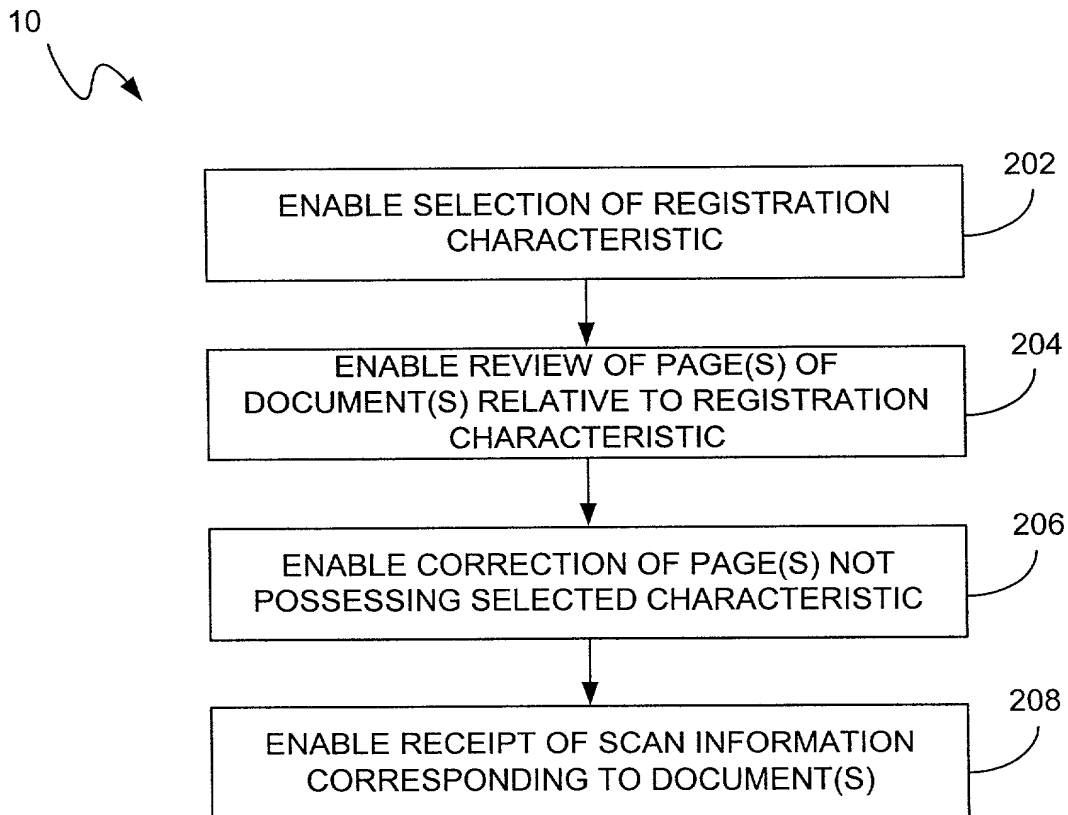 10
202
ENABLE SELECTION OF REGISTRATION
CHARACTERISTIC
204
ENABLE REVIEW OF PAGE(S) OF
DOCUMENT(S) RELATIVE TO REGISTRATION
CHARACTERISTIC
206
ENABLE CORRECTION OF PAGE(S) NOT
POSSESSING SELECTED CHARACTERISTIC
208
ENABLE RECEIPT OF SCAN INFORMATION
CORRESPONDING TO DOCUMENT(S)